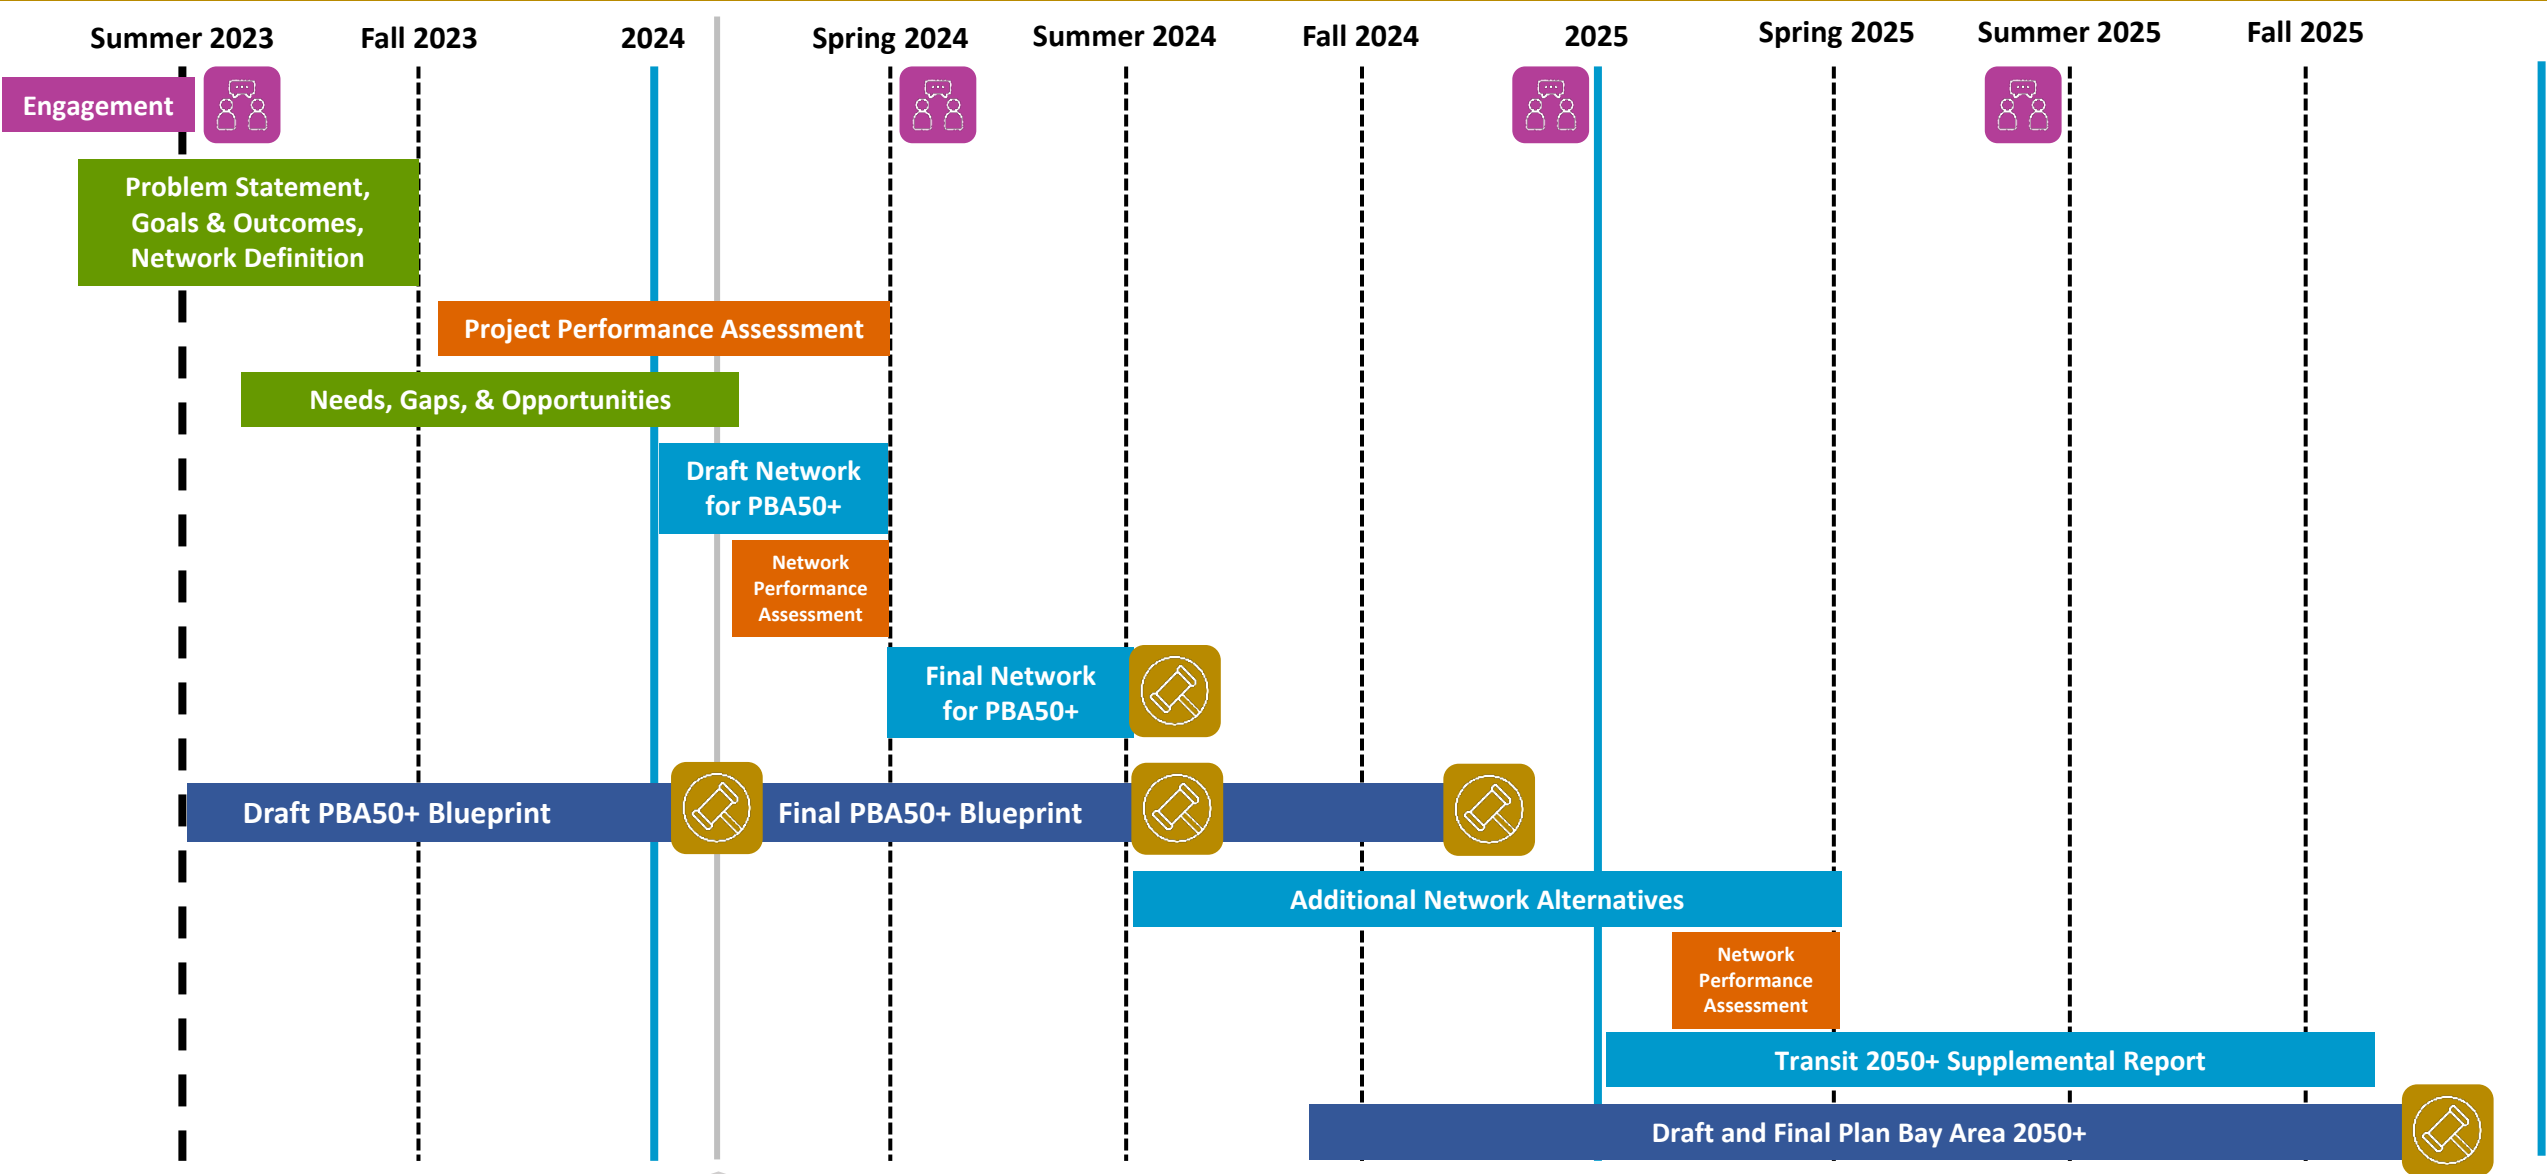 Summer 2023
Fall 2023
2024
Spring 2024
Summer 2024
Fall 2024
2025
Spring 2025
Summer 2025
Fall 2025
Engagement
Problem Statement,
Goals & Outcomes,
Network Definition
Project Performance Assessment
Needs, Gaps, & Opportunities
Draft Network
for PBA50+
Network
Performance
Assessment
Final Network
for PBA50+
Draft PBA50+ Blueprint
Final PBA50+ Blueprint
Additional Network Alternatives
Network
Performance
Assessment
Transit 2050+ Supplemental Report
Draft and Final Plan Bay Area 2050+